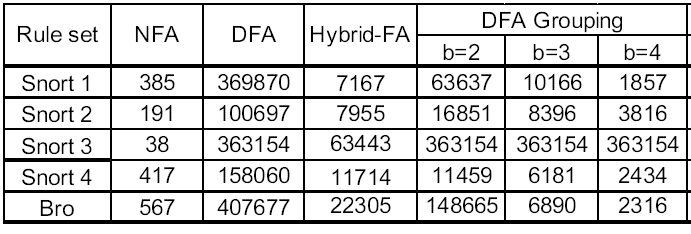 Rule set NFA DFA Hybrid-FA DFA Grouping
b=2 b=3 b=4
Snort 1 385 369870 7167 63637 10166 1857
Snort 2 191 100697 7955 16851 8396 3816
Snort 3 38 363154 63443 363154 363154 363154
Snort 4 417 158060 11714 11459 6181 2434
Bro 567 407677 22305 148665 6890 2316